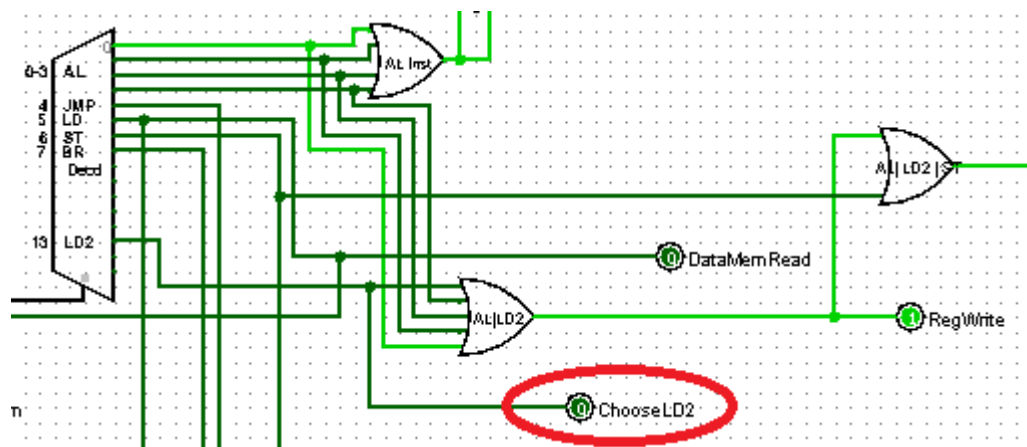 0
AL Inst
0-3 AL
4 JMP
5 LD
6 ST
7 BR
Decd
AL| LD2 |ST
13 LD2
0 DataMemRead
0
AL|LD2
1 RegWrite
0 ChooseLD2
m